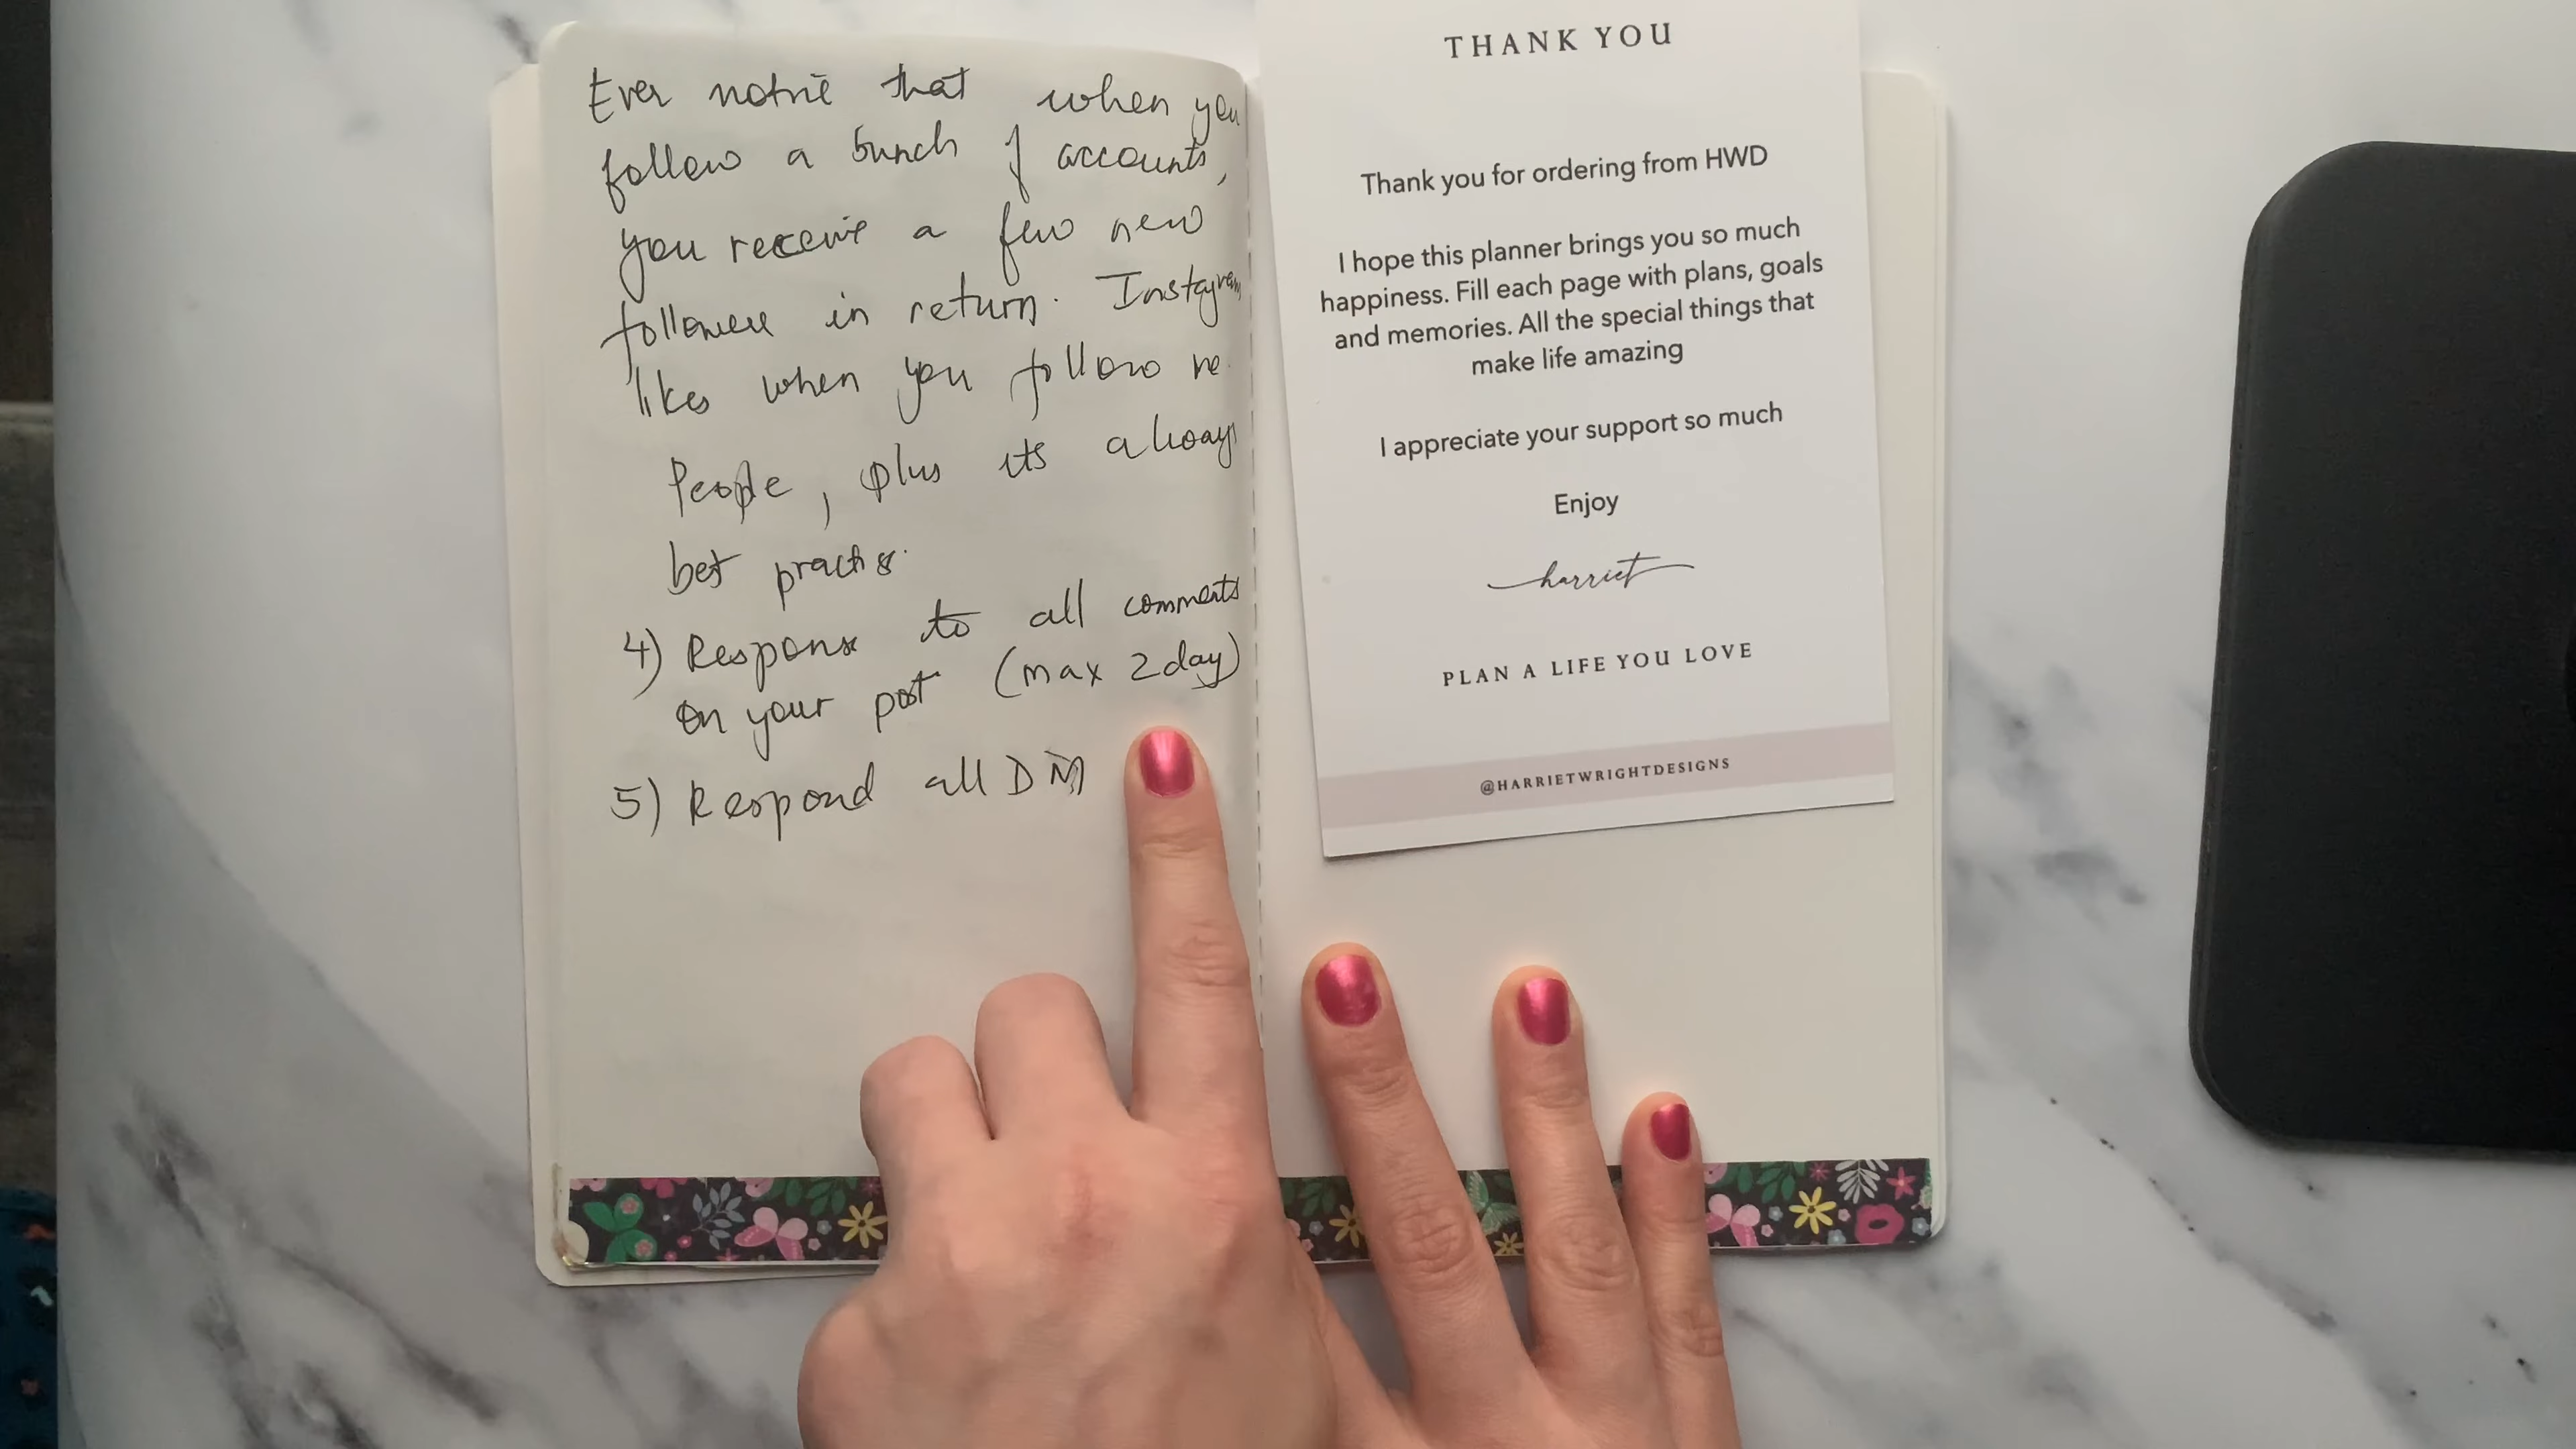 Ever notice that when you
follow a bunch of accounts,
you receive a few new
followers in return. Instagram
likes when you follow ne
People, plus its always
best practis.
4) Response to all comments
on your post (max 2 day)
5) Respond all DM
THANK YOU
Thank you for ordering from HWD
I hope this planner brings you so much
happiness. Fill each page with plans, goals
and memories. All the special things that
make life amazing
I appreciate your support so much
Enjoy
harriet
PLAN A LIFE YOU LOVE
@HARRIETWRIGHTDESIGNS